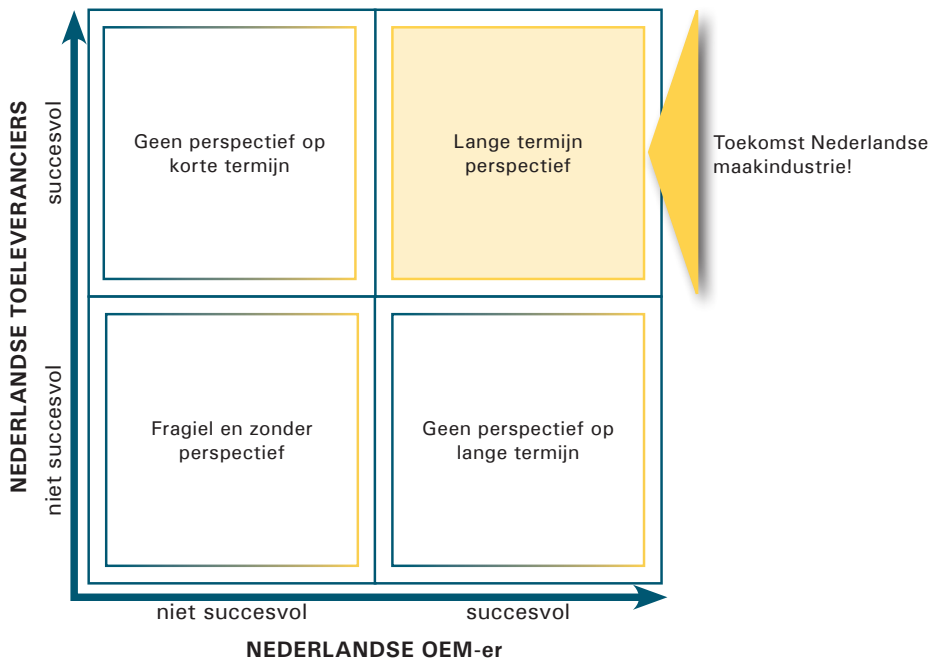 NEDERLANDSE TOELEVERANCIERS
succesvol
niet succesvol
Geen perspectief op
korte termijn
Lange termijn
perspectief
Toekomst Nederlandse
maakindustrie!
Fragiel en zonder
perspectief
Geen perspectief op
lange termijn
niet succesvol
succesvol
NEDERLANDSE OEM-er